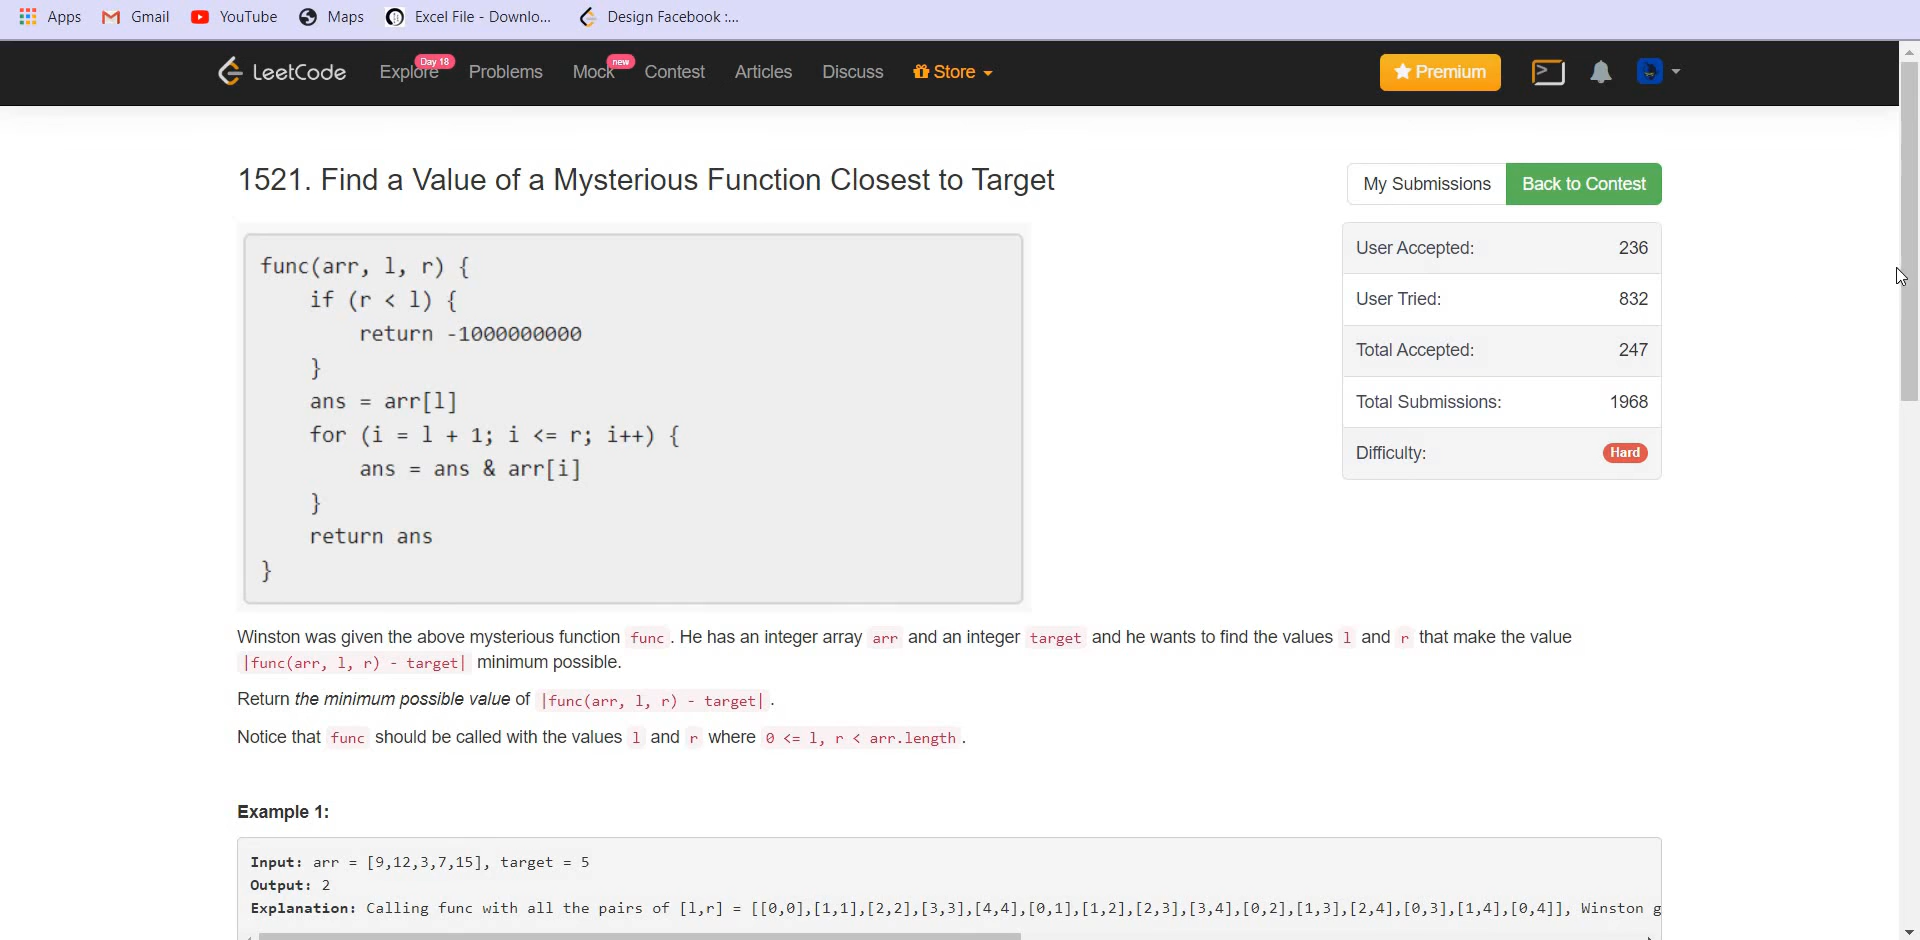 Apps Gmail YouTube Maps Excel File - Downlo... Design Facebook :...
LeetCode Explore Day 18 Problems Mock new Contest Articles Discuss Store Premium
1521. Find a Value of a Mysterious Function Closest to Target
My Submissions Back to Contest
func(arr, l, r) {
if (r < l) {
return -1000000000
}
ans = arr[l]
for (i = l + 1; i <= r; i++) {
ans = ans & arr[i]
}
return ans
}
User Accepted: 236
User Tried: 832
Total Accepted: 247
Total Submissions: 1968
Difficulty: Hard
Winston was given the above mysterious function func. He has an integer array arr and an integer target and he wants to find the values l and r that make the value
|func(arr, l, r) - target| minimum possible.
Return the minimum possible value of |func(arr, l, r) - target|.
Notice that func should be called with the values l and r where 0 <= l, r < arr.length.
Example 1:
Input: arr = [9,12,3,7,15], target = 5
Output: 2
Explanation: Calling func with all the pairs of [l,r] = [[0,0],[1,1],[2,2],[3,3],[4,4],[0,1],[1,2],[2,3],[3,4],[0,2],[1,3],[2,4],[0,3],[1,4],[0,4]], Winston g